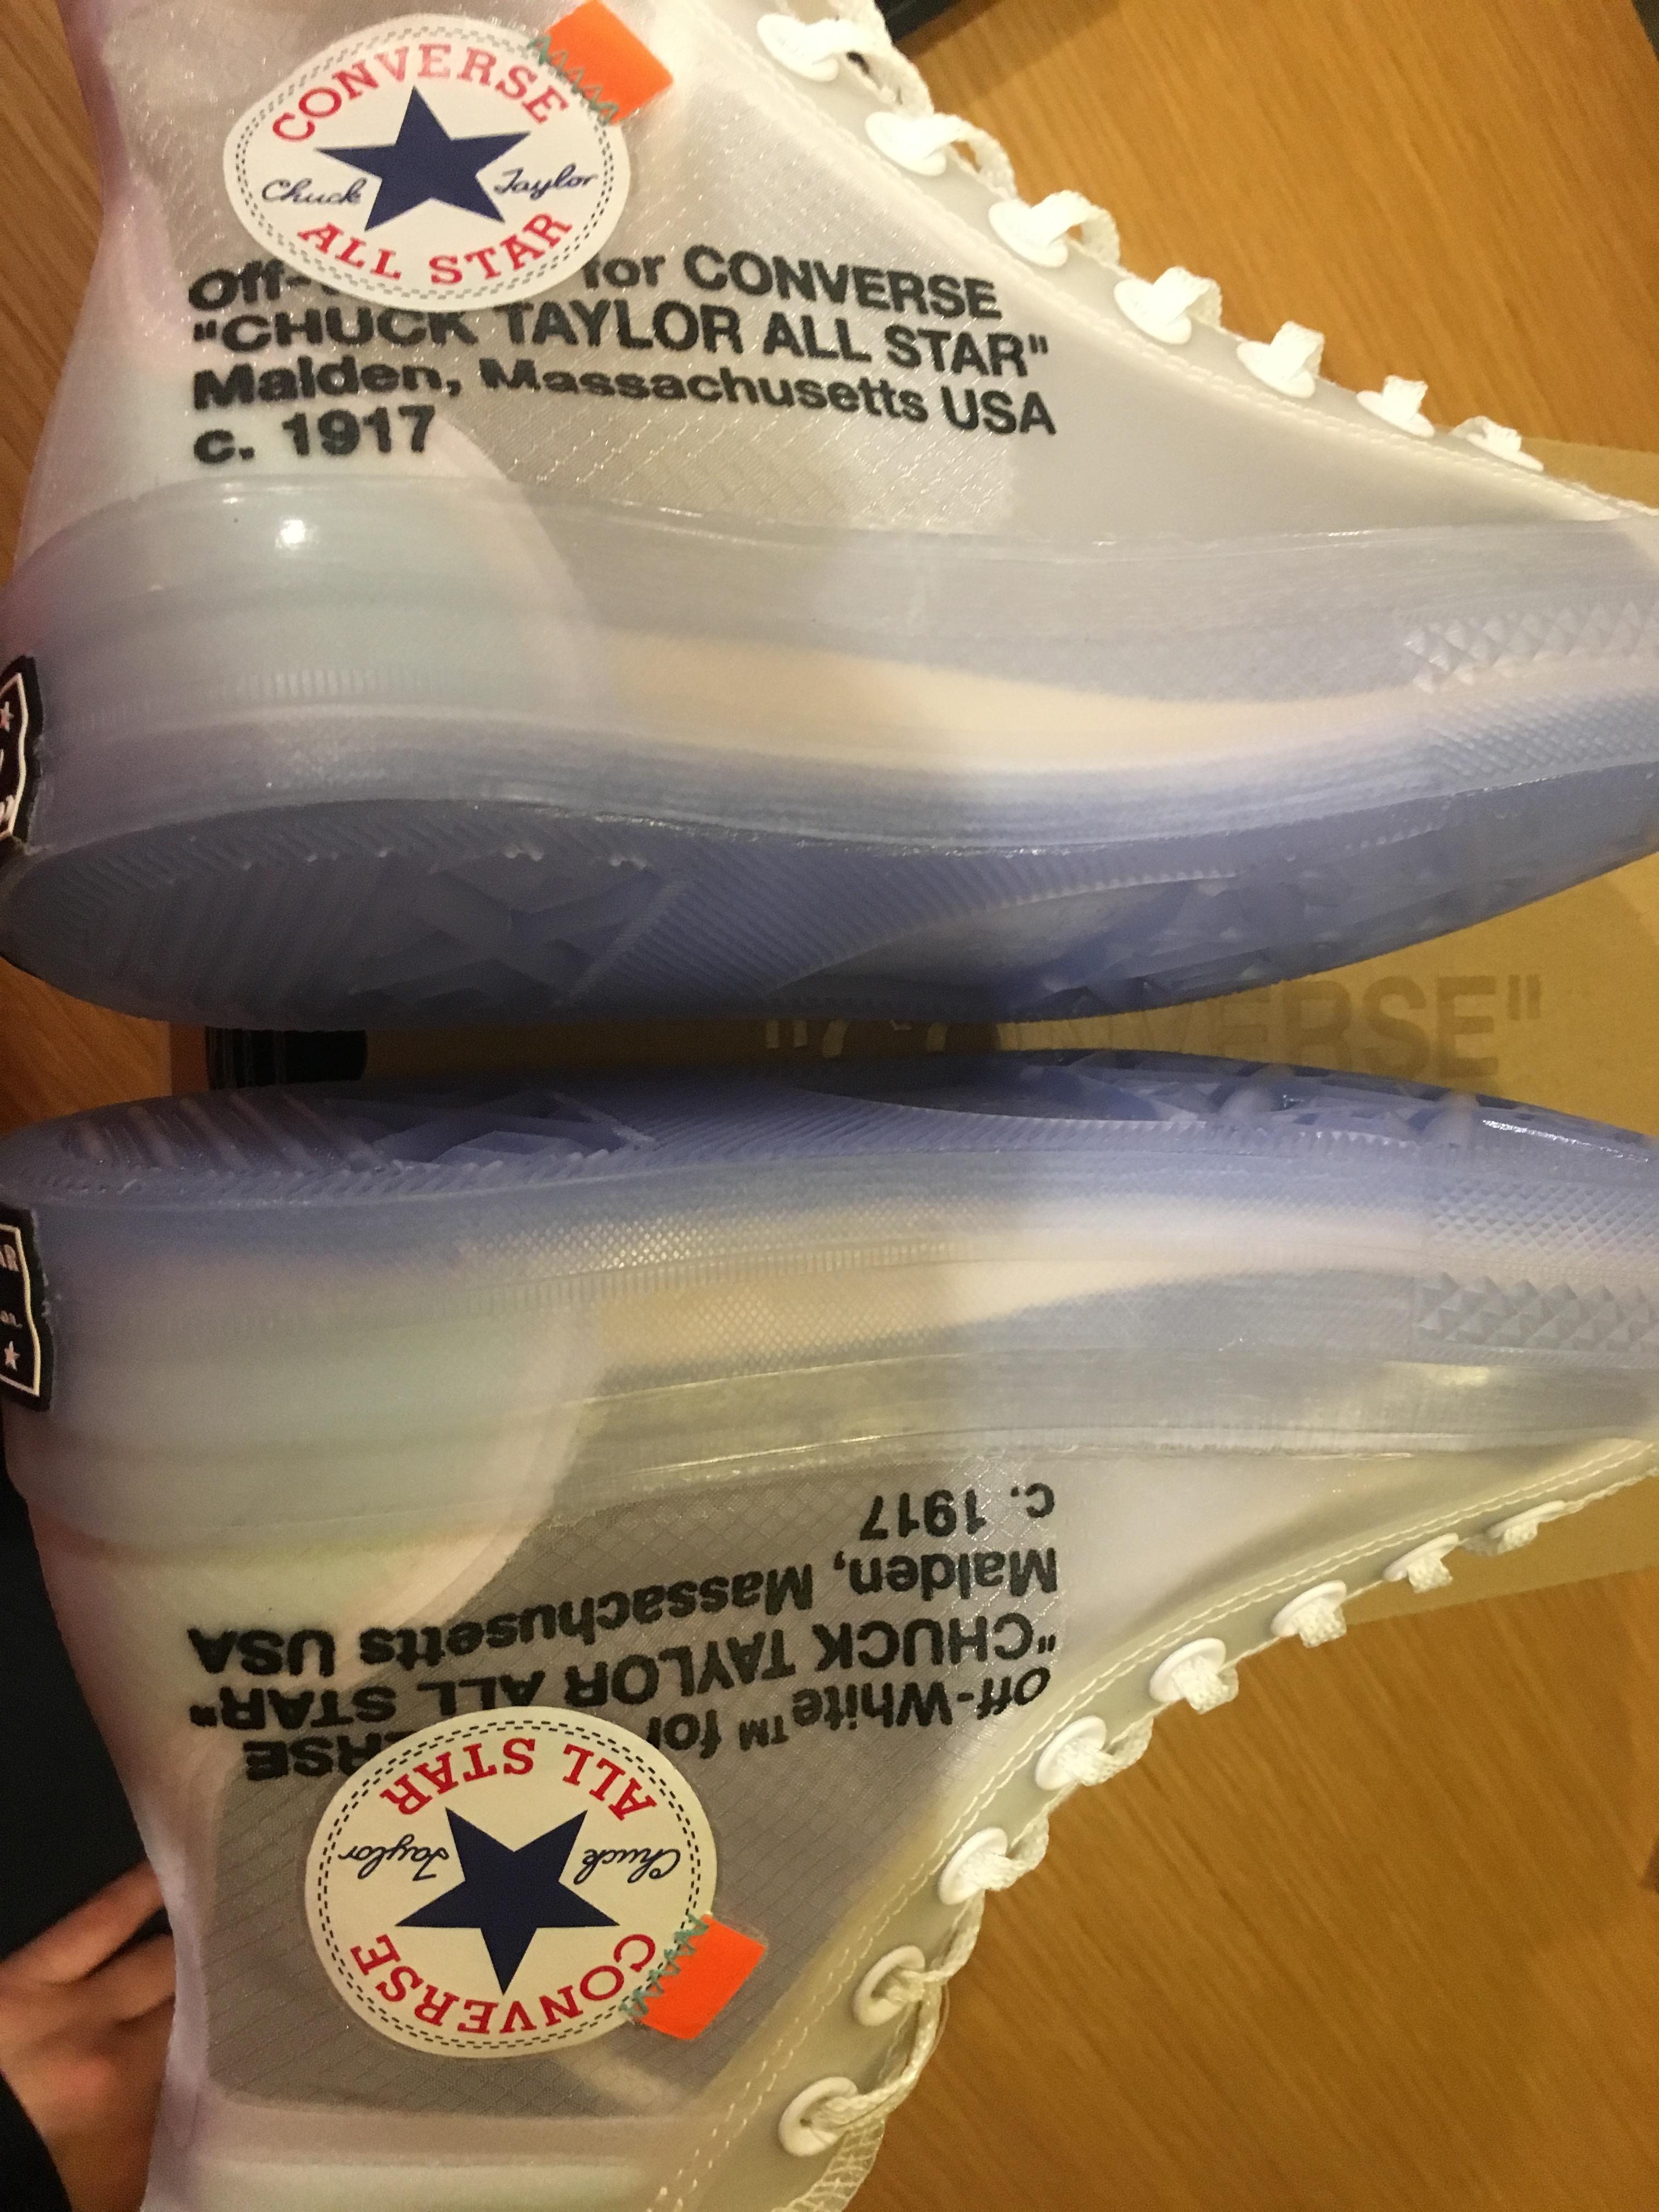 CONVERSE
Chuck Taylor
ALL STAR
for CONVERSE
"CHUCK TAYLOR ALL STAR"
Malden, Massachusetts USA
c. 1917
CONVERSE"
Off-White™ for
"CHUCK TAYLOR ALL STAR"
Malden, Massachusetts USA
c. 1917
CONVERSE
Chuck Taylor
ALL STAR